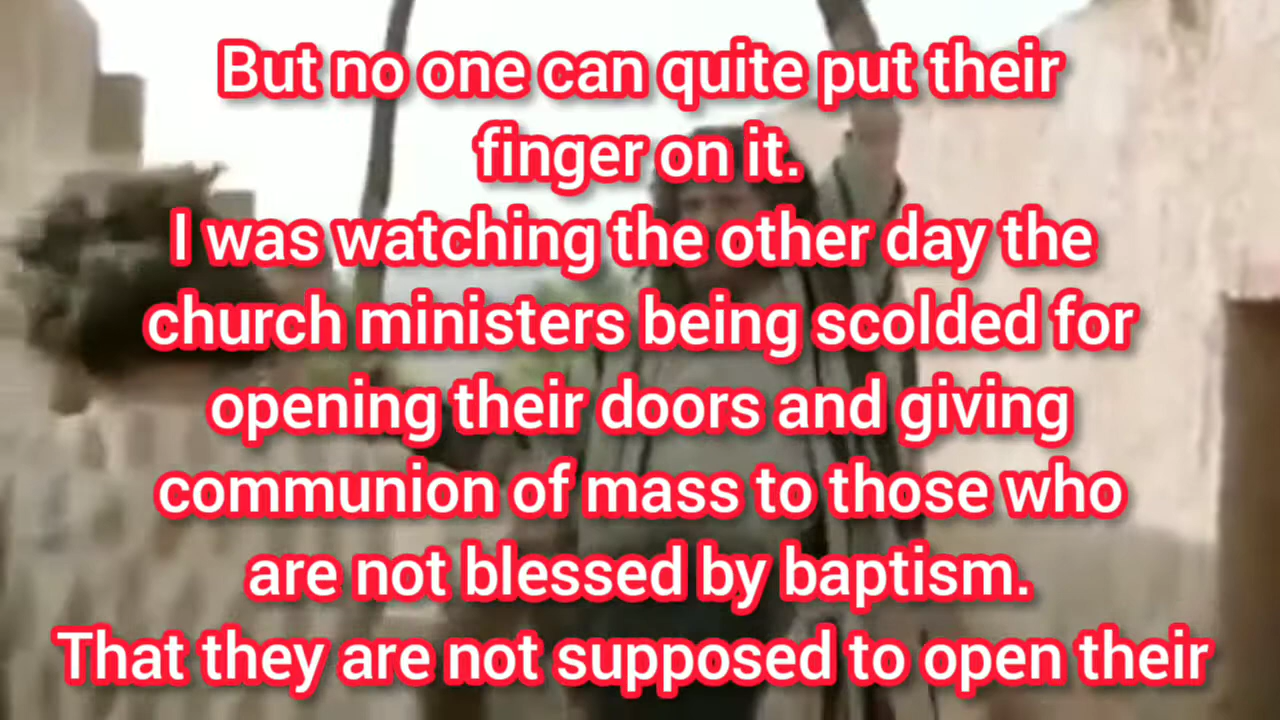 But no one can quite put their
finger on it.
I was watching the other day the
church ministers being scolded for
opening their doors and giving
communion of mass to those who
are not blessed by baptism.
That they are not supposed to open their